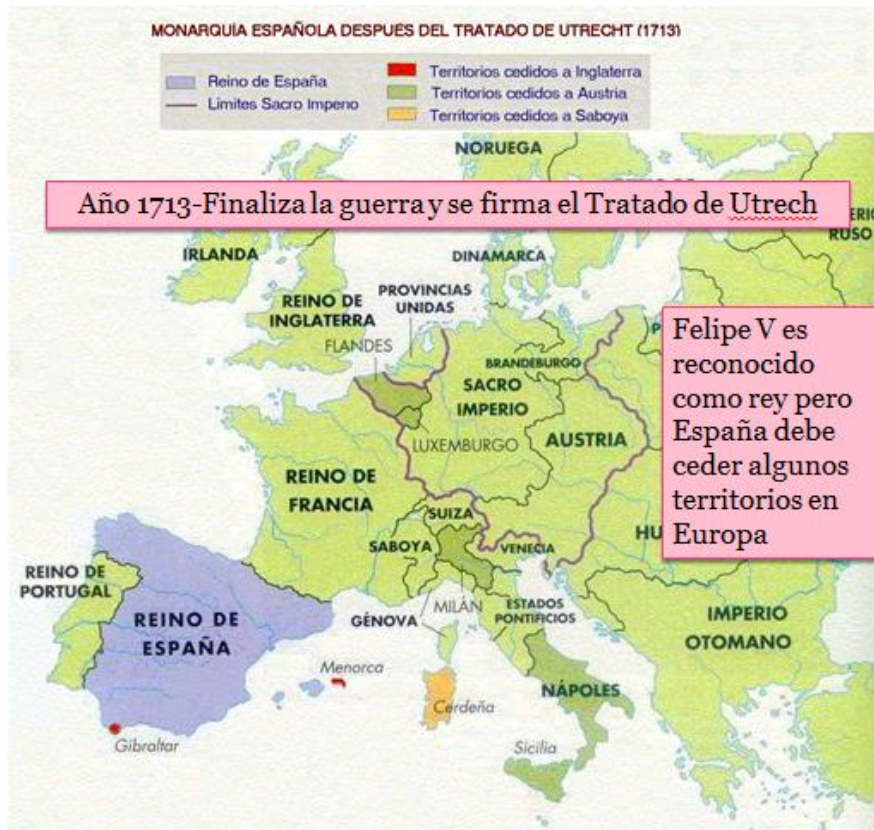 MONARQUÍA ESPAÑOLA DESPUÉS DEL TRATADO DE UTRECHT (1713)
Reino de España
Límites Sacro Imperio
Territorios cedidos a Inglaterra
Territorios cedidos a Austria
Territorios cedidos a Saboya
NORUEGA
Año 1713-Finaliza la guerra y se firma el Tratado de Utrech
RUSO
IRLANDA
DINAMARCA
REINO DE
INGLATERRA
PROVINCIAS
UNIDAS
FLANDES
BRANDEBURGO
SACRO
IMPERIO
LUXEMBURGO
AUSTRIA
Felipe V es
reconocido
como rey pero
España debe
ceder algunos
territorios en
Europa
REINO DE
FRANCIA
SUIZA
SABOYA
VENECIA
HU
REINO DE
PORTUGAL
REINO DE
ESPAÑA
GÉNOVA
MILÁN
ESTADOS
PONTIFICIOS
IMPERIO
OTOMANO
Menorca
NÁPOLES
Cerdeña
Gibraltar
Sicilia